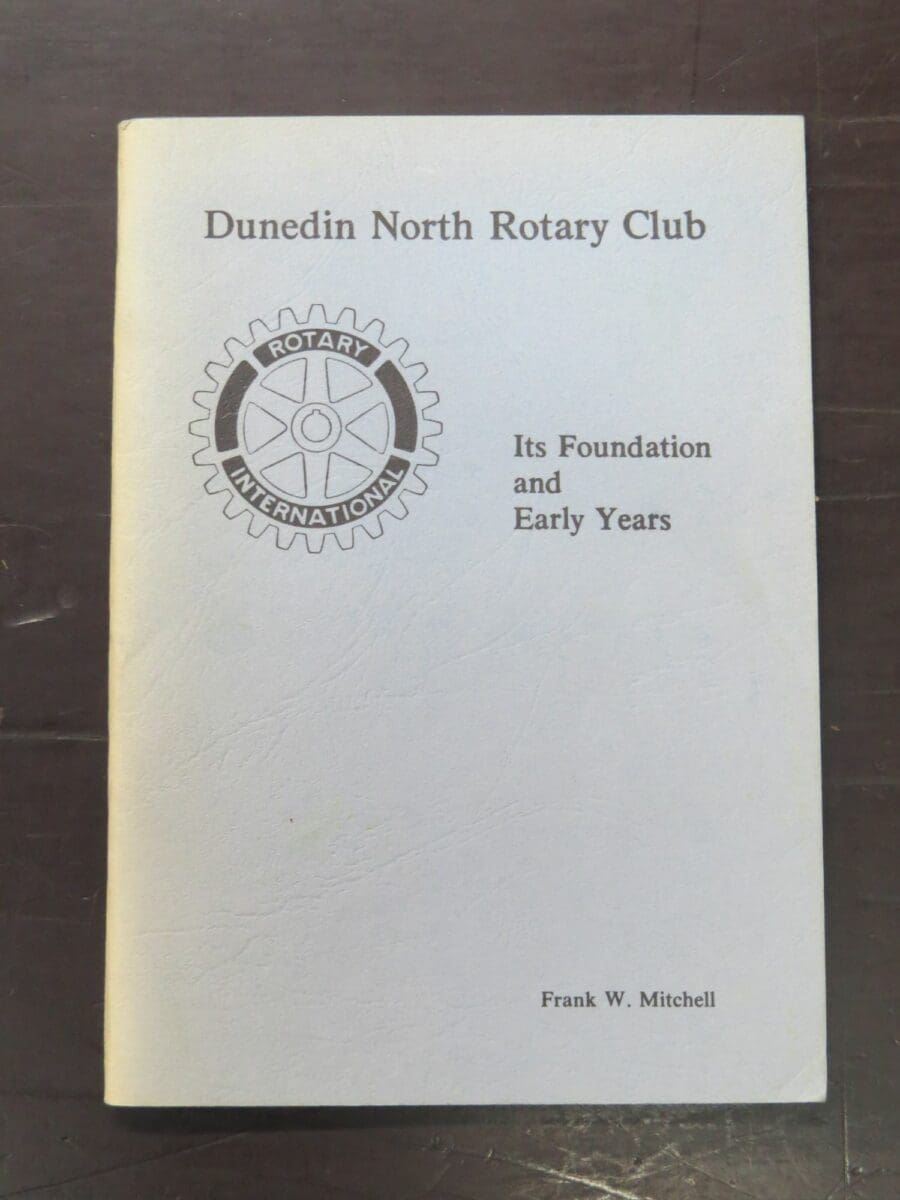 Dunedin North Rotary Club
ROTARY
INTERNATIONAL
Its Foundation
and
Early Years
Frank W. Mitchell